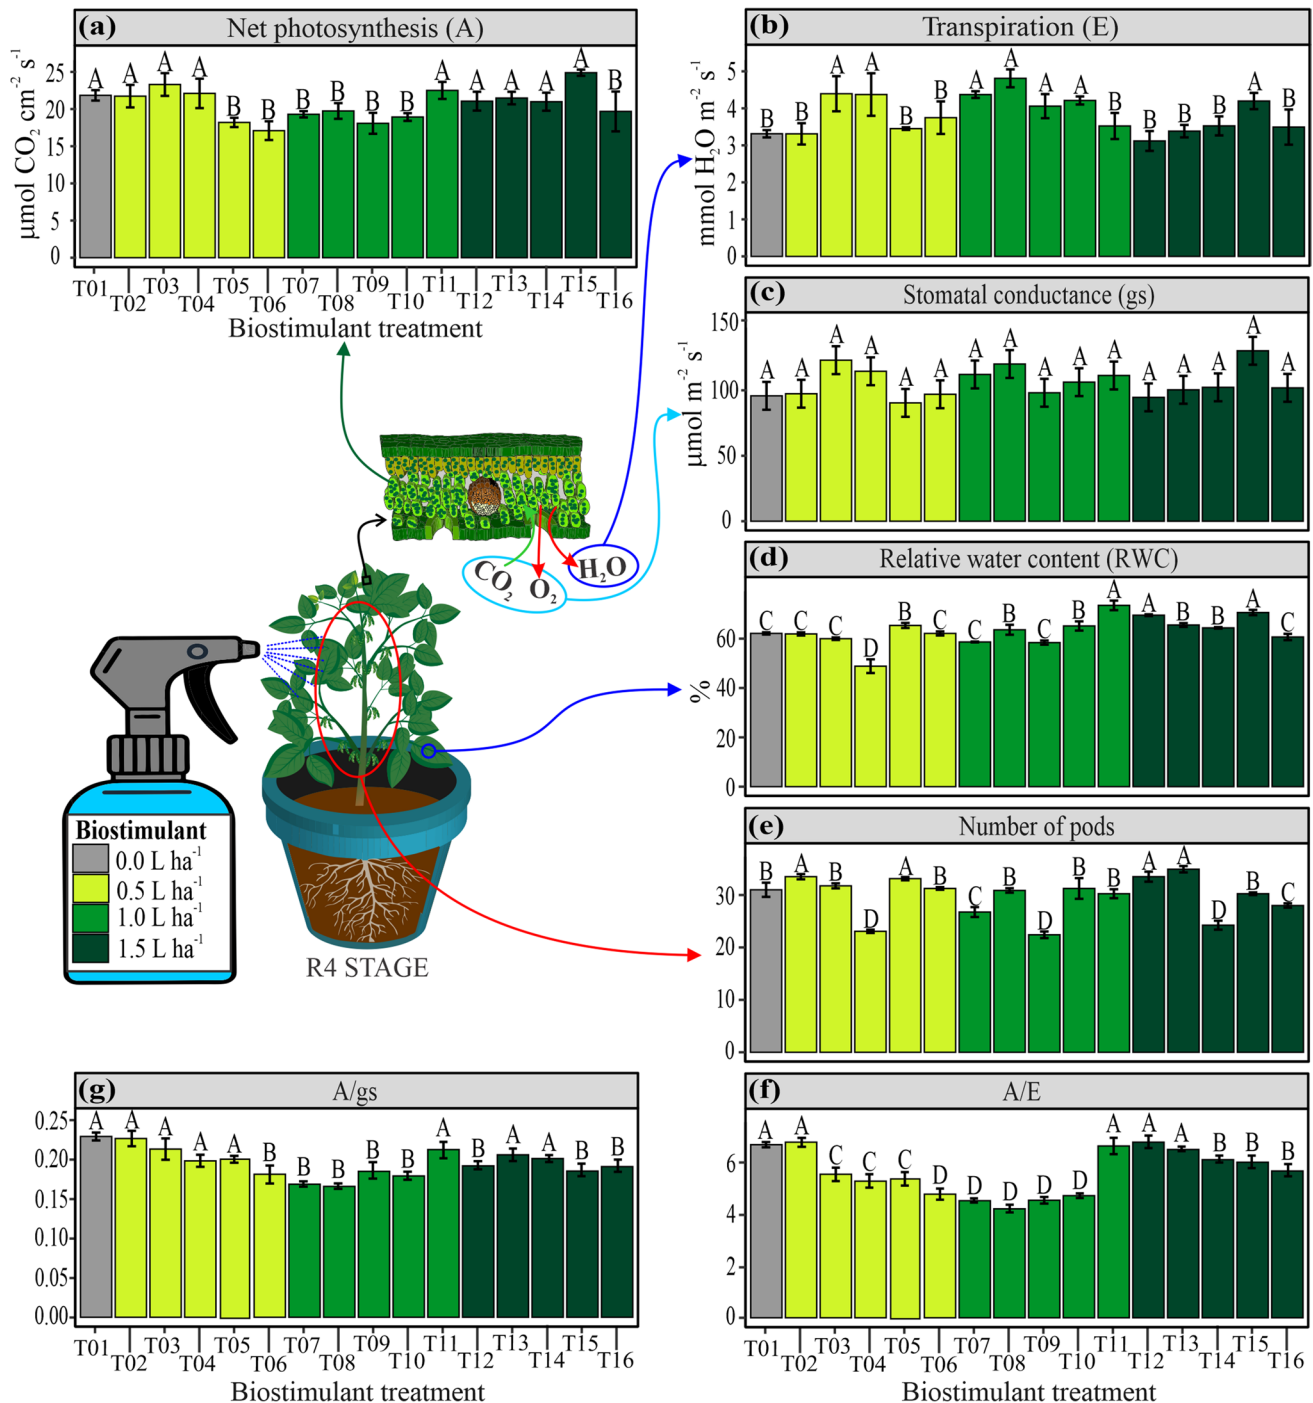 (a) Net photosynthesis (A)
µmol CO₂ cm⁻² s⁻¹
25
20
15
10
5
0
A A A A B B B B B B A A A A A B
T01 T02 T03 T04 T05 T06 T07 T08 T09 T10 T11 T12 T13 T14 T15 T16
Biostimulant treatment
(b) Transpiration (E)
mmol H₂O m⁻² s⁻¹
5
4
3
2
1
0
B B A A B B A A A A B B B B A B
(c) Stomatal conductance (gs)
µmol m⁻² s⁻¹
150
100
50
0
A A A A A A A A A A A A A A A A
(d) Relative water content (RWC)
%
60
40
20
0
C C C D B C C B C B A A B B A C
(e) Number of pods
30
20
10
0
B A B D A B C B D B B A A D B C
CO₂ O₂ H₂O
Biostimulant
0.0 L ha⁻¹
0.5 L ha⁻¹
1.0 L ha⁻¹
1.5 L ha⁻¹
R4 STAGE
(g) A/gs
0.25
0.20
0.15
0.10
0.05
0.00
A A A A A B B B B B A B A A B B
T01 T02 T03 T04 T05 T06 T07 T08 T09 T10 T11 T12 T13 T14 T15 T16
Biostimulant treatment
(f) A/E
6
4
2
0
A A C C C D D D D D A A A B B B
T01 T02 T03 T04 T05 T06 T07 T08 T09 T10 T11 T12 T13 T14 T15 T16
Biostimulant treatment